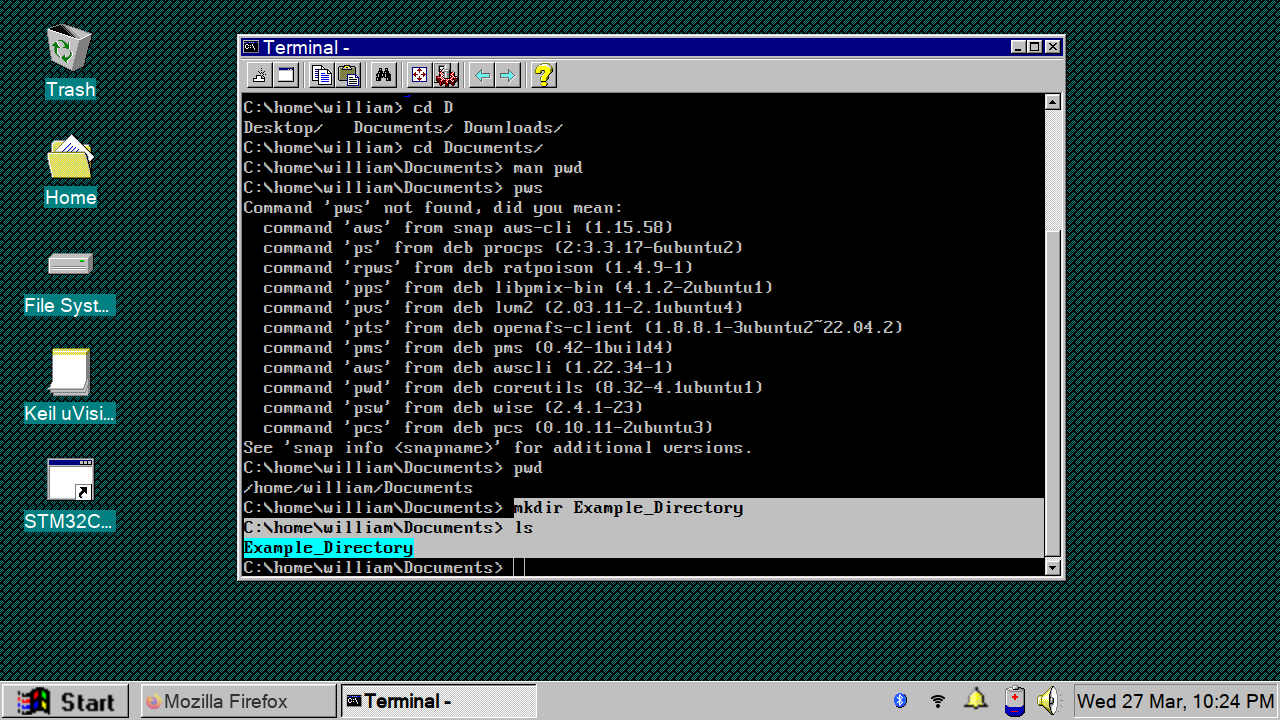 Trash
Home
File Syst...
Keil uVisi...
STM32C...
Terminal -
C:\home\william> cd D
Desktop/ Documents/ Downloads/
C:\home\william> cd Documents/
C:\home\william\Documents> man pwd
C:\home\william\Documents> pws
Command 'pws' not found, did you mean:
command 'aws' from snap aws-cli (1.15.58)
command 'ps' from deb procps (2:3.3.17-6ubuntu2)
command 'rpws' from deb ratpoison (1.4.9-1)
command 'pps' from deb libpmix-bin (4.1.2-2ubuntu1)
command 'pvs' from deb lvm2 (2.03.11-2.1ubuntu4)
command 'pts' from deb openafs-client (1.8.8.1-3ubuntu2~22.04.2)
command 'pms' from deb pms (0.42-1build4)
command 'aws' from deb awscli (1.22.34-1)
command 'pwd' from deb coreutils (8.32-4.1ubuntu1)
command 'psw' from deb wise (2.4.1-23)
command 'pcs' from deb pcs (0.10.11-2ubuntu3)
See 'snap info <snapname>' for additional versions.
C:\home\william\Documents> pwd
/home/william/Documents
C:\home\william\Documents> mkdir Example_Directory
C:\home\william\Documents> ls
Example_Directory
C:\home\william\Documents>
Start
Mozilla Firefox
Terminal -
Wed 27 Mar, 10:24 PM